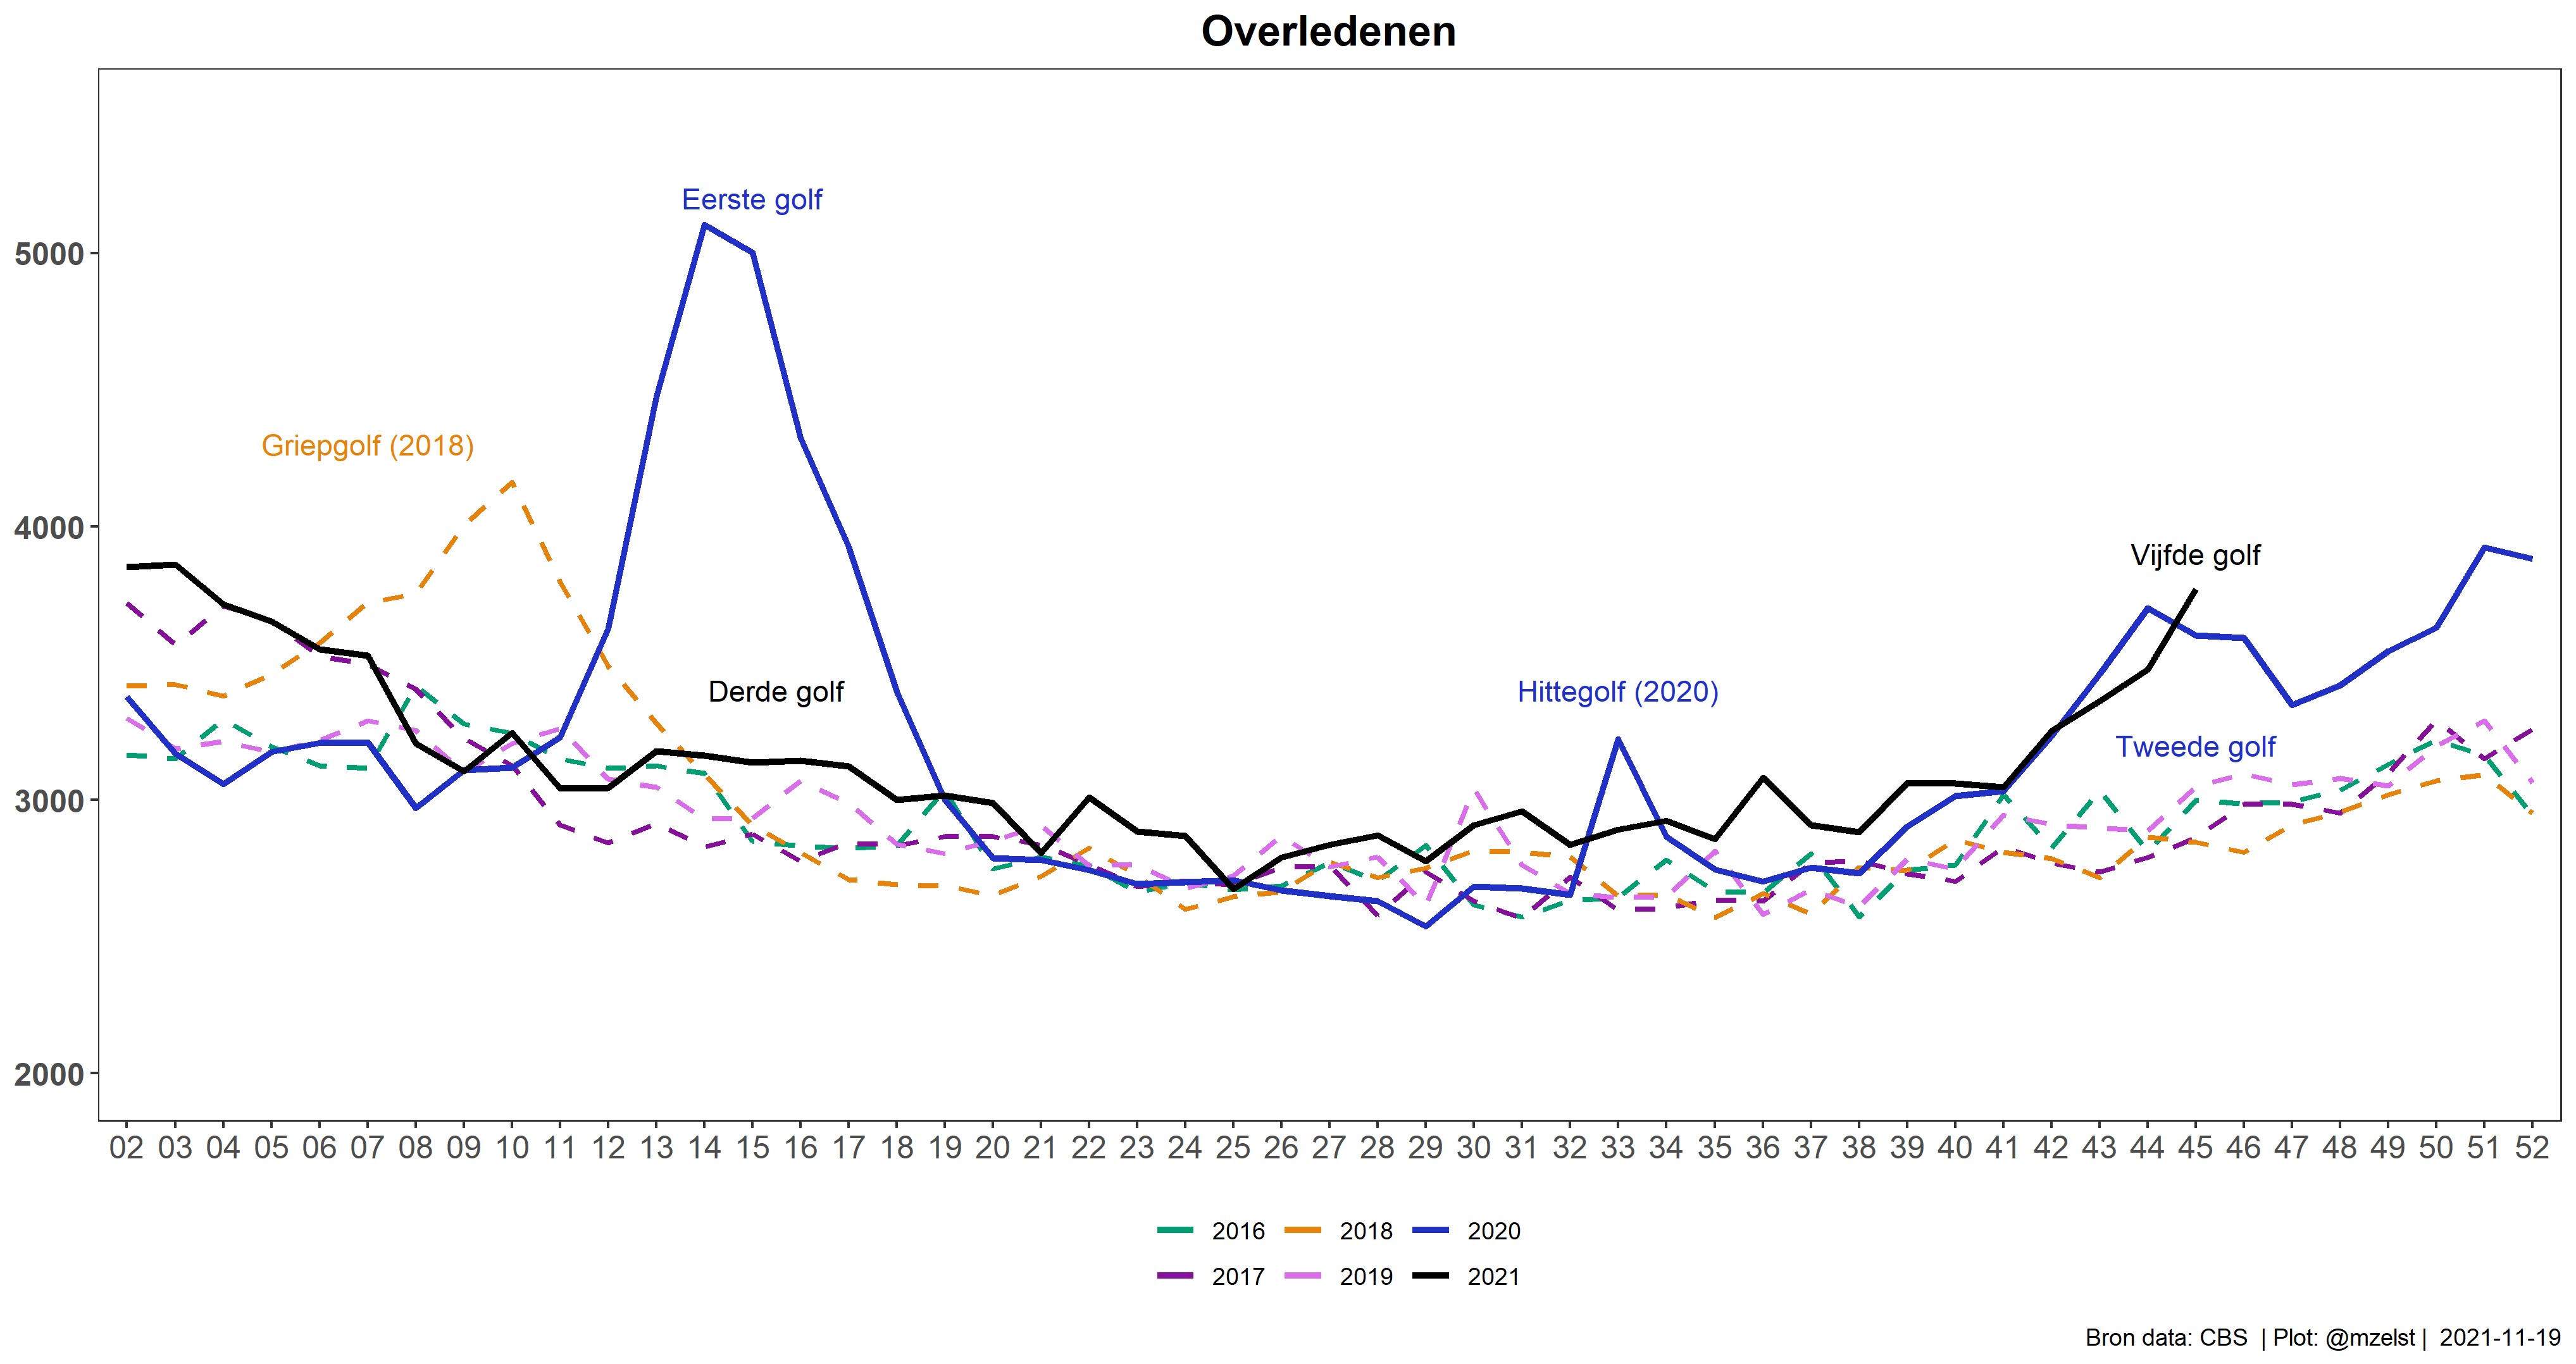 Overledenen
Eerste golf
5000
Griepgolf (2018)
4000
Vijfde golf
Derde golf
Hittegolf (2020)
Tweede golf
3000
2000
02 03 04 05 06 07 08 09 10 11 12 13 14 15 16 17 18 19 20 21 22 23 24 25 26 27 28 29 30 31 32 33 34 35 36 37 38 39 40 41 42 43 44 45 46 47 48 49 50 51 52
2016 2018 2020
2017 2019 2021
Bron data: CBS | Plot: @mzelst | 2021-11-19